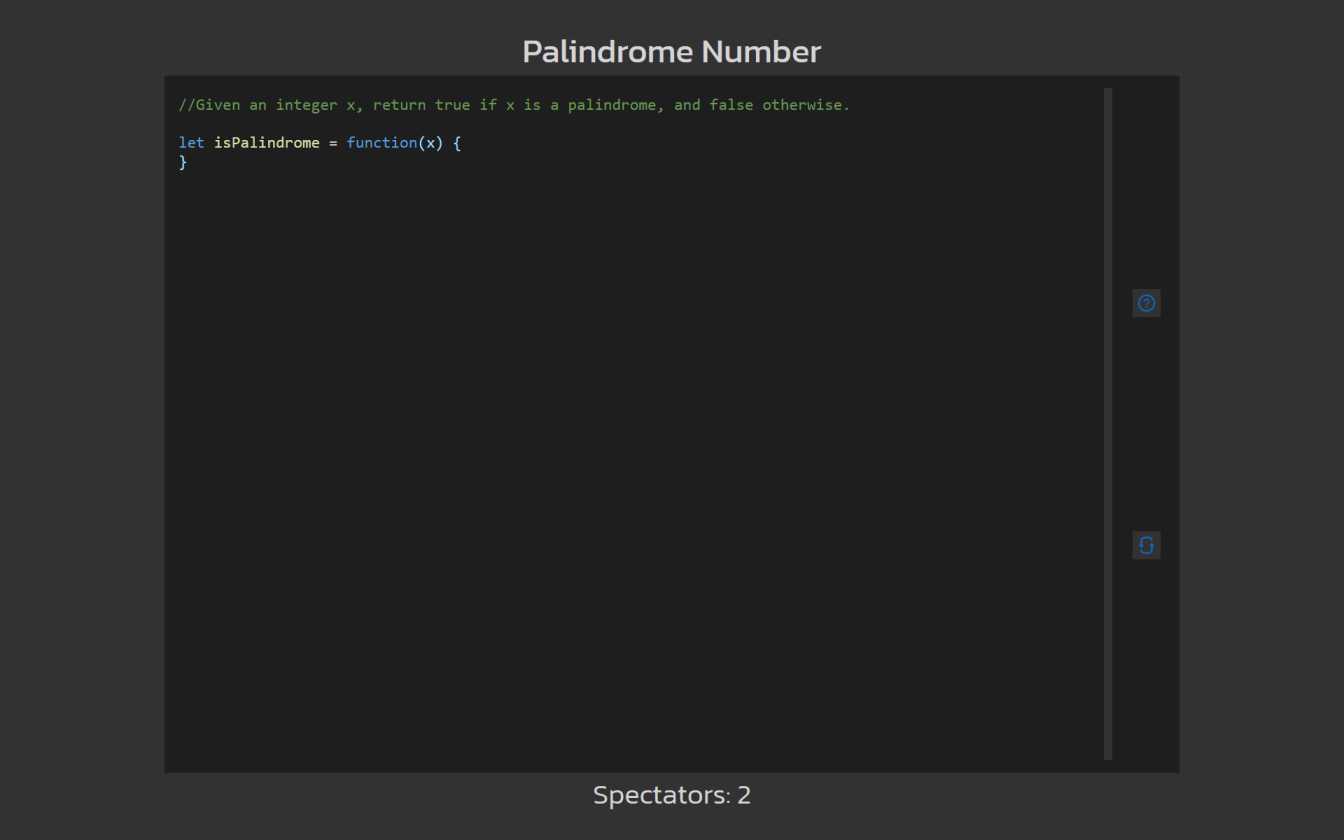 Palindrome Number
//Given an integer x, return true if x is a palindrome, and false otherwise.
let isPalindrome = function(x) {
}
Spectators: 2